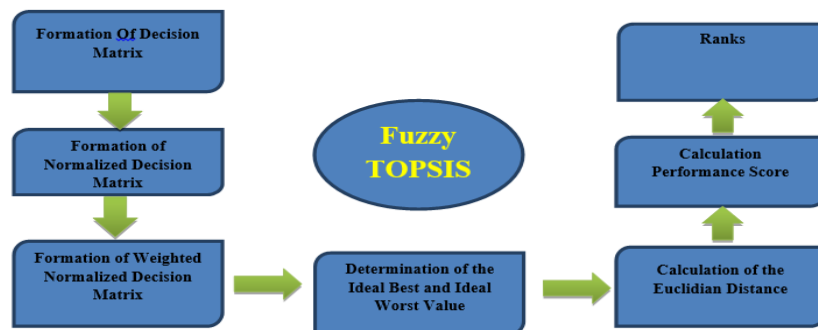 Formation Of Decision
Matrix
Formation of
Normalized Decision
Matrix
Formation of Weighted
Normalized Decision
Matrix
Fuzzy
TOPSIS
Determination of the
Ideal Best and Ideal
Worst Value
Calculation of the
Euclidian Distance
Calculation
Performance Score
Ranks